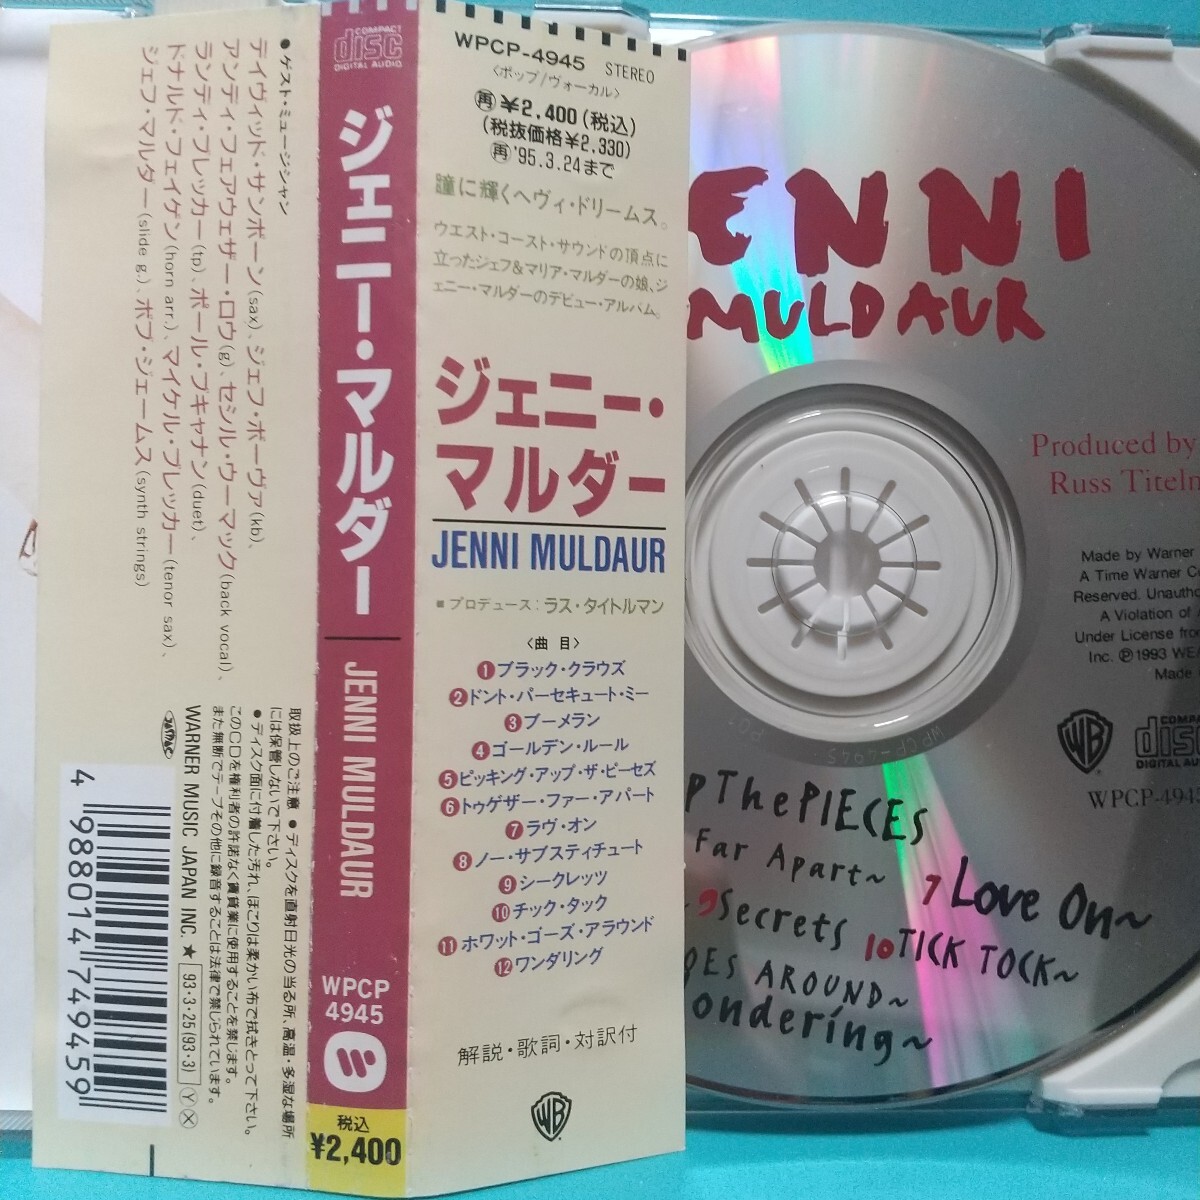 ●ゲスト・ミュージシャン
デイヴィッド・サンボーン(sax)、ジェフ・ボーヴァ(kb)、
アンディ・フェアウェザー・ロウ(g)、セシル・ウーマック(back vocal)、
ランディ・ブレッカー(tp)、ポール・ブキャナン(duet)、
ドナルド・フェイゲン(horn arr.)、マイケル・ブレッカー(tenor sax)、
ジェフ・マルダー(slide g.)、ボブ・ジェームス(synth strings)
取扱上のご注意 ●ディスクを直射日光の当る所、高温・多湿な場所
には保管しないで下さい。
●ディスク面に付着した汚れ、ほこりは柔かい布で拭きとって下さい。
このCDを権利者の許諾なく賃貸業に使用することを禁じます。
また無断でテープその他に録音することは法律で禁じられています。
WARNER MUSIC JAPAN INC. ★ 93・3・25(93・3) Y X
4 988014 749459
COMPACT
disc
DIGITAL AUDIO
ジェニー・マルダー
JENNI MULDAUR
WPCP
4945
税込
¥2,400
WPCP-4945 STEREO
〈ポップ/ヴォーカル〉
再 ¥2,400(税込)
(税抜価格¥2,330)
再 '95.3.24まで
瞳に輝くヘヴィ・ドリームス。
ウエスト・コースト・サウンドの頂点に
立ったジェフ&マリア・マルダーの娘、ジ
ェニー・マルダーのデビュー・アルバム。
ジェニー・
マルダー
JENNI MULDAUR
■プロデュース:ラス・タイトルマン
〈曲目〉
❶ブラック・クラウズ
❷ドント・パーセキュート・ミー
❸ブーメラン
❹ゴールデン・ルール
❺ピッキング・アップ・ザ・ピーセズ
❻トゥゲザー・ファー・アパート
❼ラヴ・オン
❽ノー・サブスティチュート
❾シークレッツ
❿チック・タック
⓫ホワット・ゴーズ・アラウンド
⓬ワンダリング
解説・歌詞・対訳付
WB
ENNI
MULDAUR
Produced by
Russ Titel
Made by Warner
A Time Warner
Reserved.
A Violation of
Under License from
Inc. ℗1993 WEA
Made
WB
COMPACT
disc
DIGITAL AUDIO
WPCP-4945
WPCP-4945
P The PIECES
Far Apart~
7 Love On~
9 Secrets 10 TICK TOCK~
OES AROUND~
ondering~